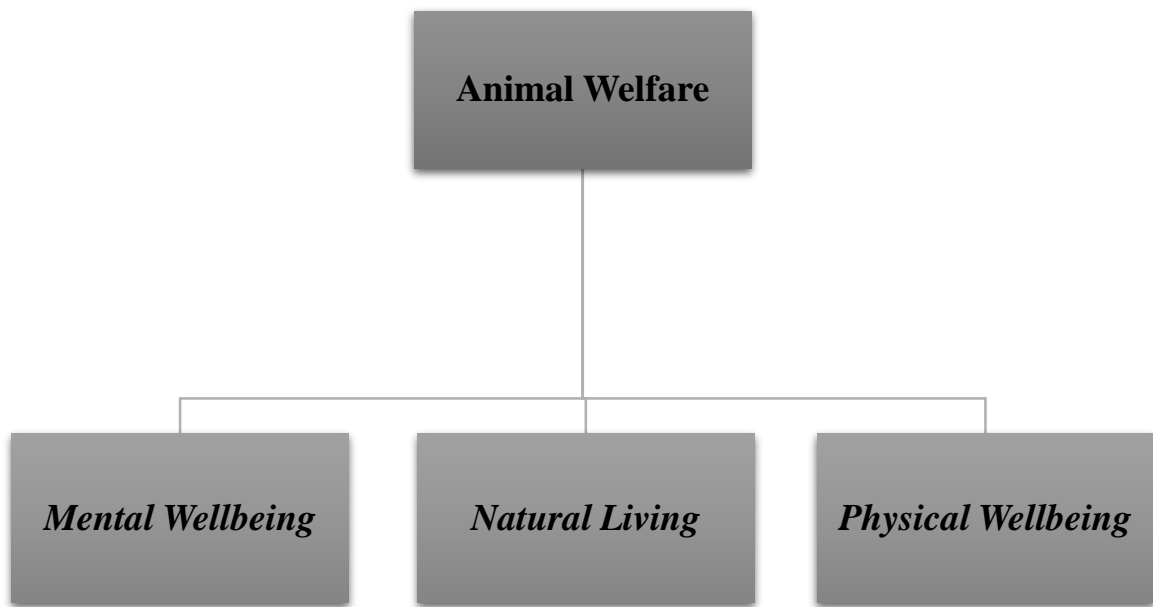 Animal Welfare
Mental Wellbeing
Natural Living
Physical Wellbeing